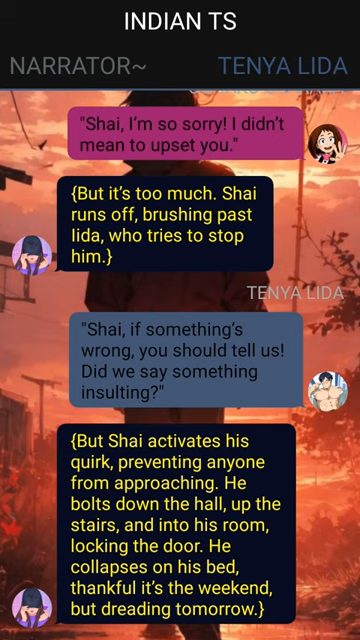 INDIAN TS
NARRATOR~
TENYA LIDA
"Shai, I'm so sorry! I didn't
mean to upset you."
{But it's too much. Shai
runs off, brushing past
Iida, who tries to stop
him.}
TENYA LIDA
"Shai, if something's
wrong, you should tell us!
Did we say something
insulting?"
{But Shai activates his
quirk, preventing anyone
from approaching. He
bolts down the hall, up the
stairs, and into his room,
locking the door. He
collapses on his bed,
thankful it's the weekend,
but dreading tomorrow.}